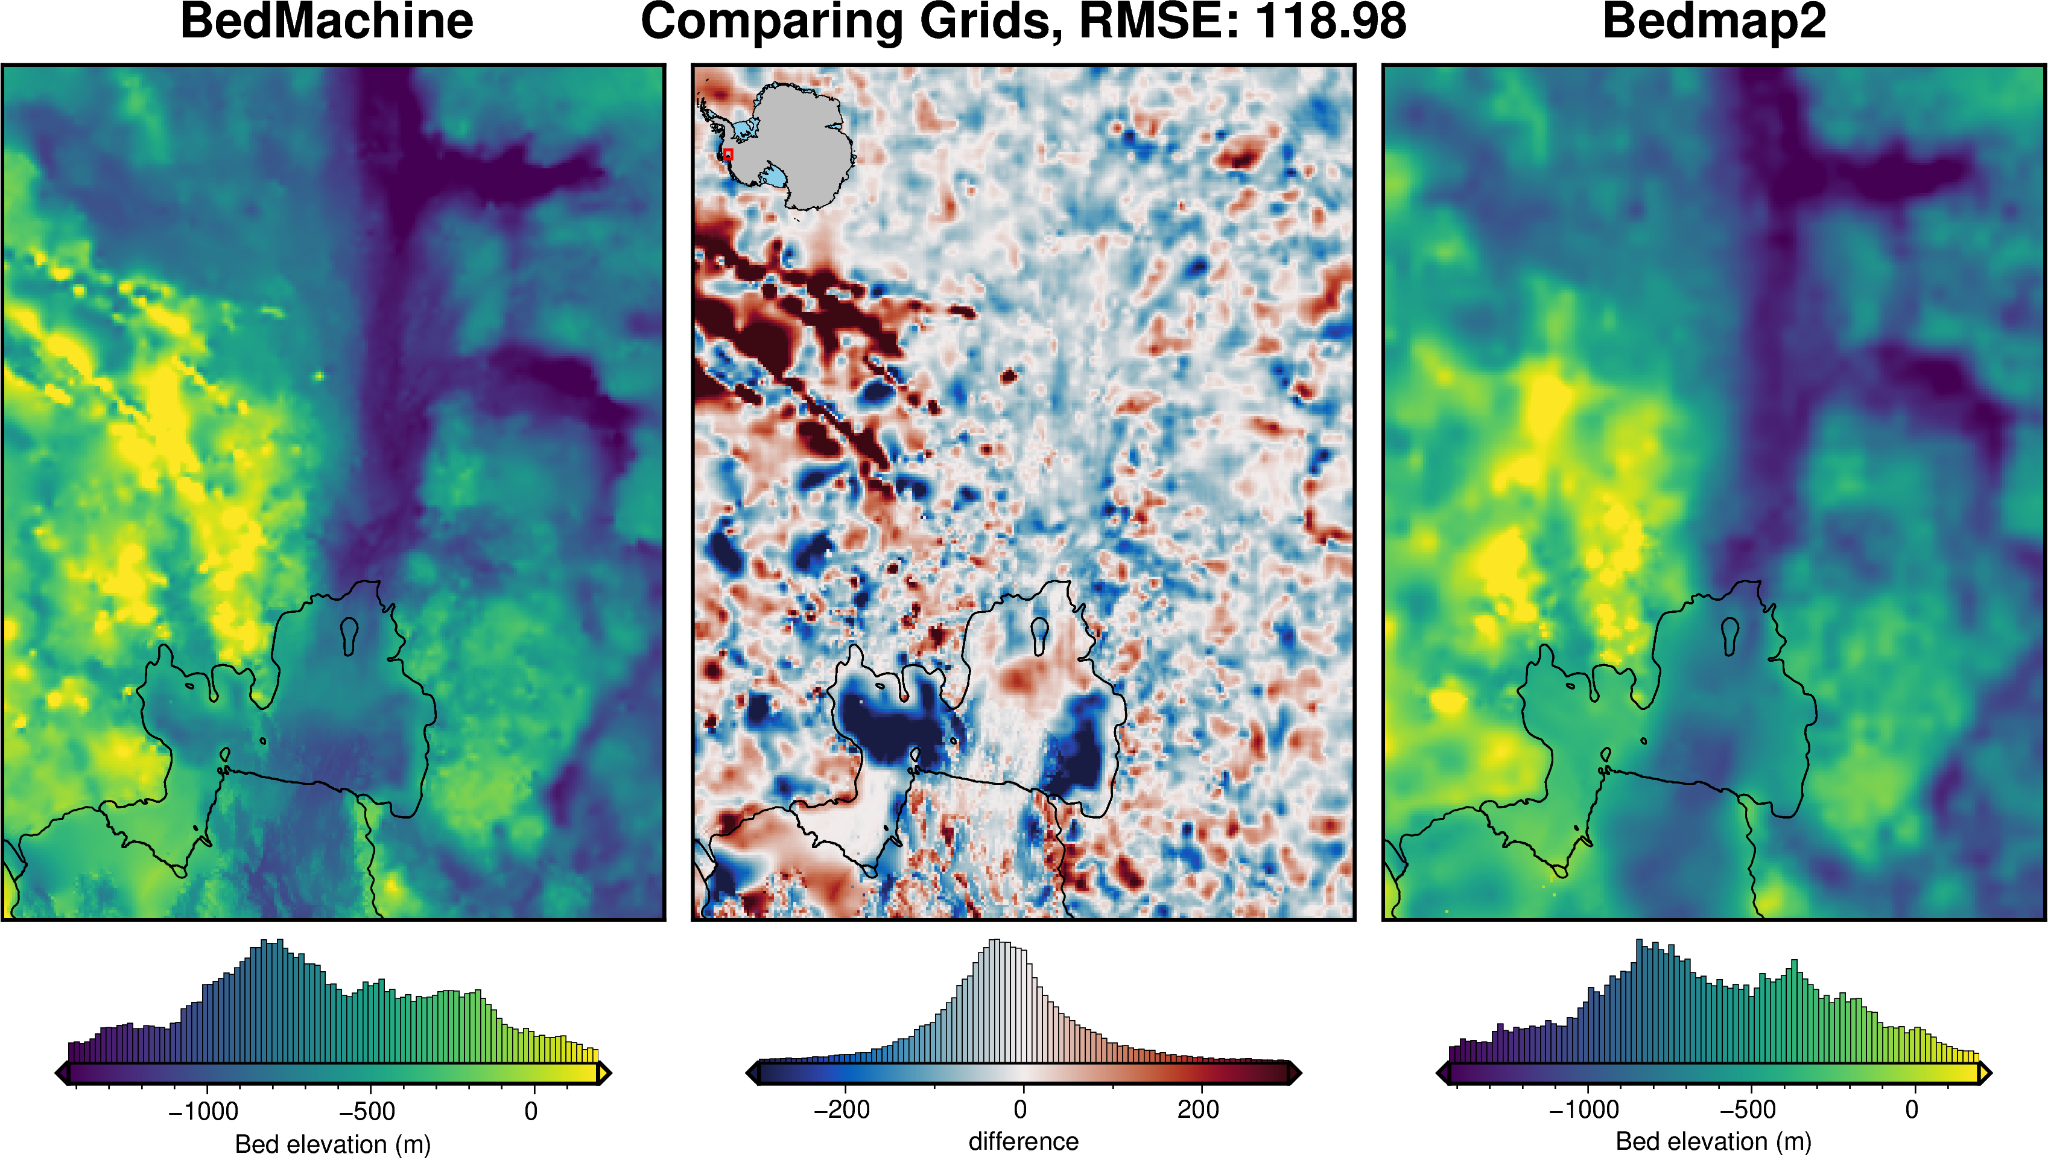 BedMachine
Comparing Grids, RMSE: 118.98
Bedmap2
−1000 −500 0
Bed elevation (m)
−200 0 200
difference
−1000 −500 0
Bed elevation (m)